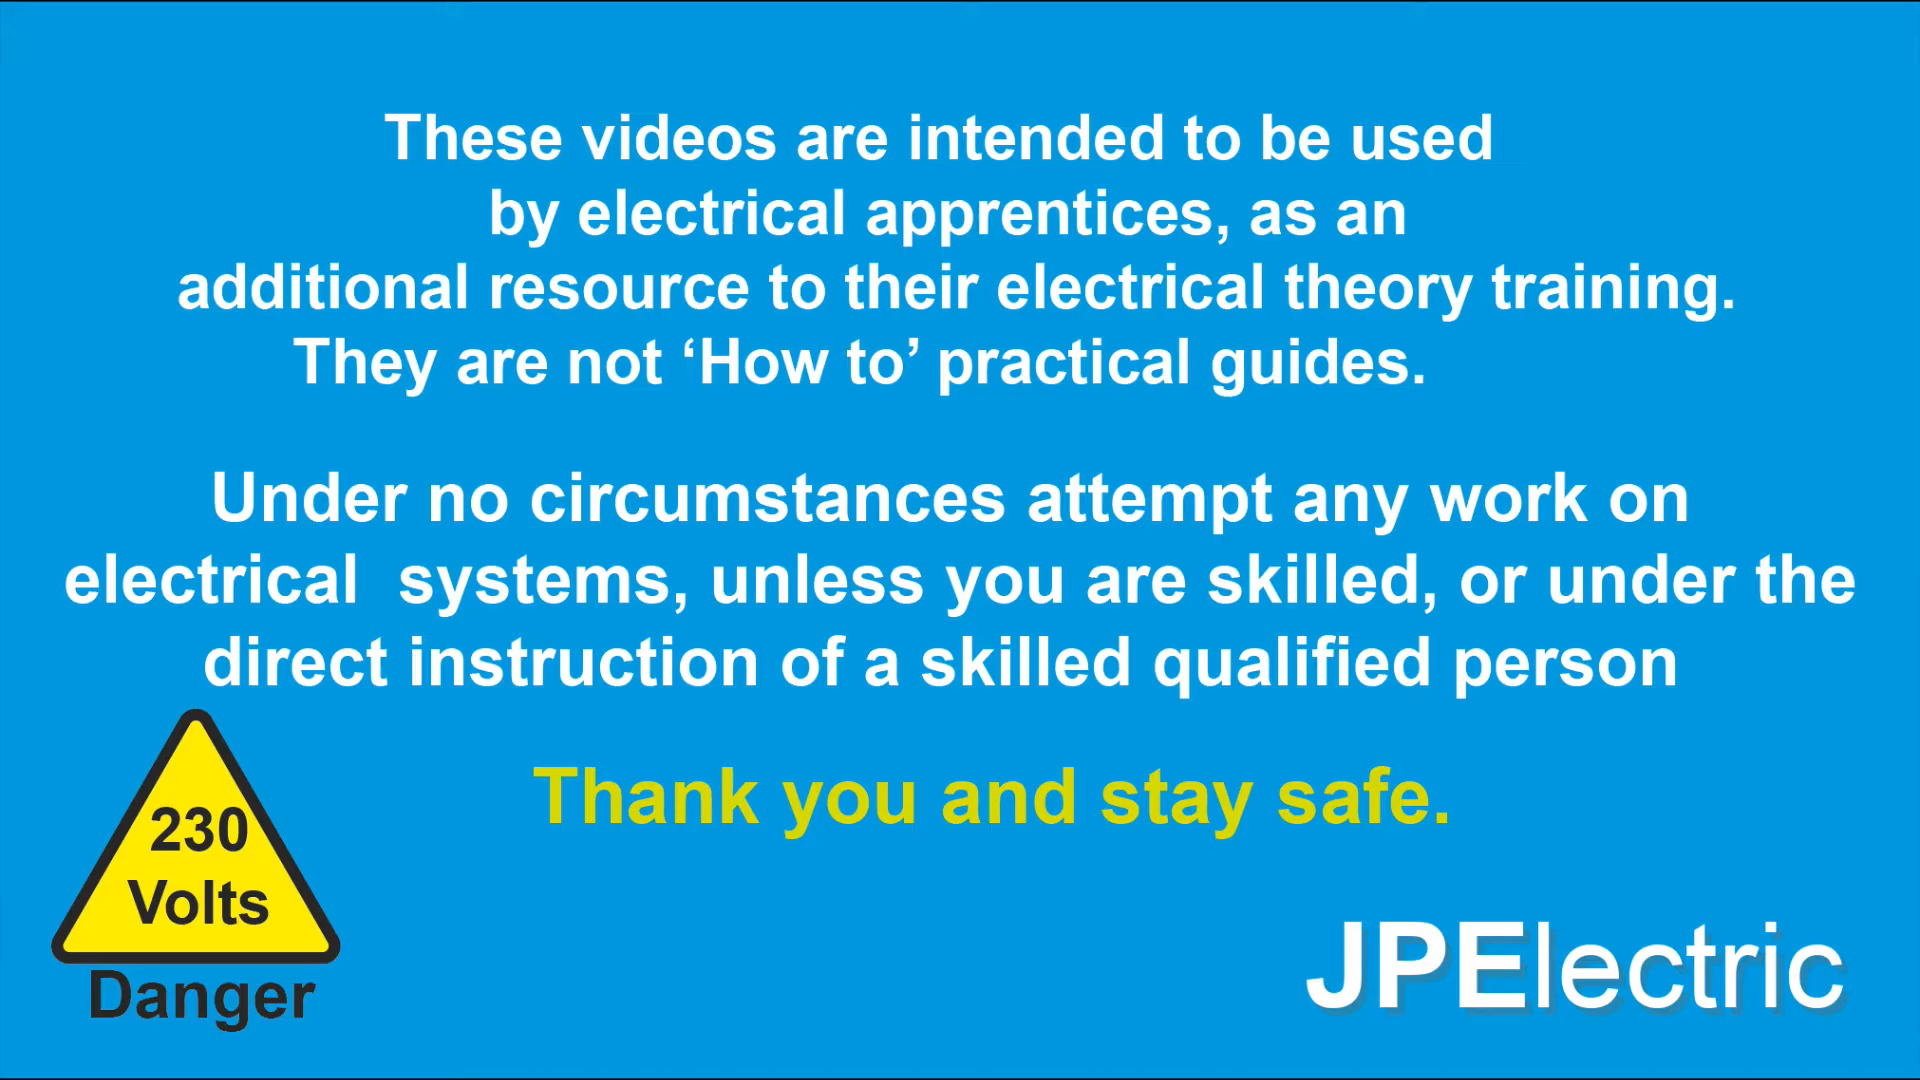 These videos are intended to be used
by electrical apprentices, as an
additional resource to their electrical theory training.
They are not ‘How to’ practical guides.
Under no circumstances attempt any work on
electrical  systems, unless you are skilled, or under the
direct instruction of a skilled qualified person
Thank you and stay safe.
230
Volts
Danger
JPElectric